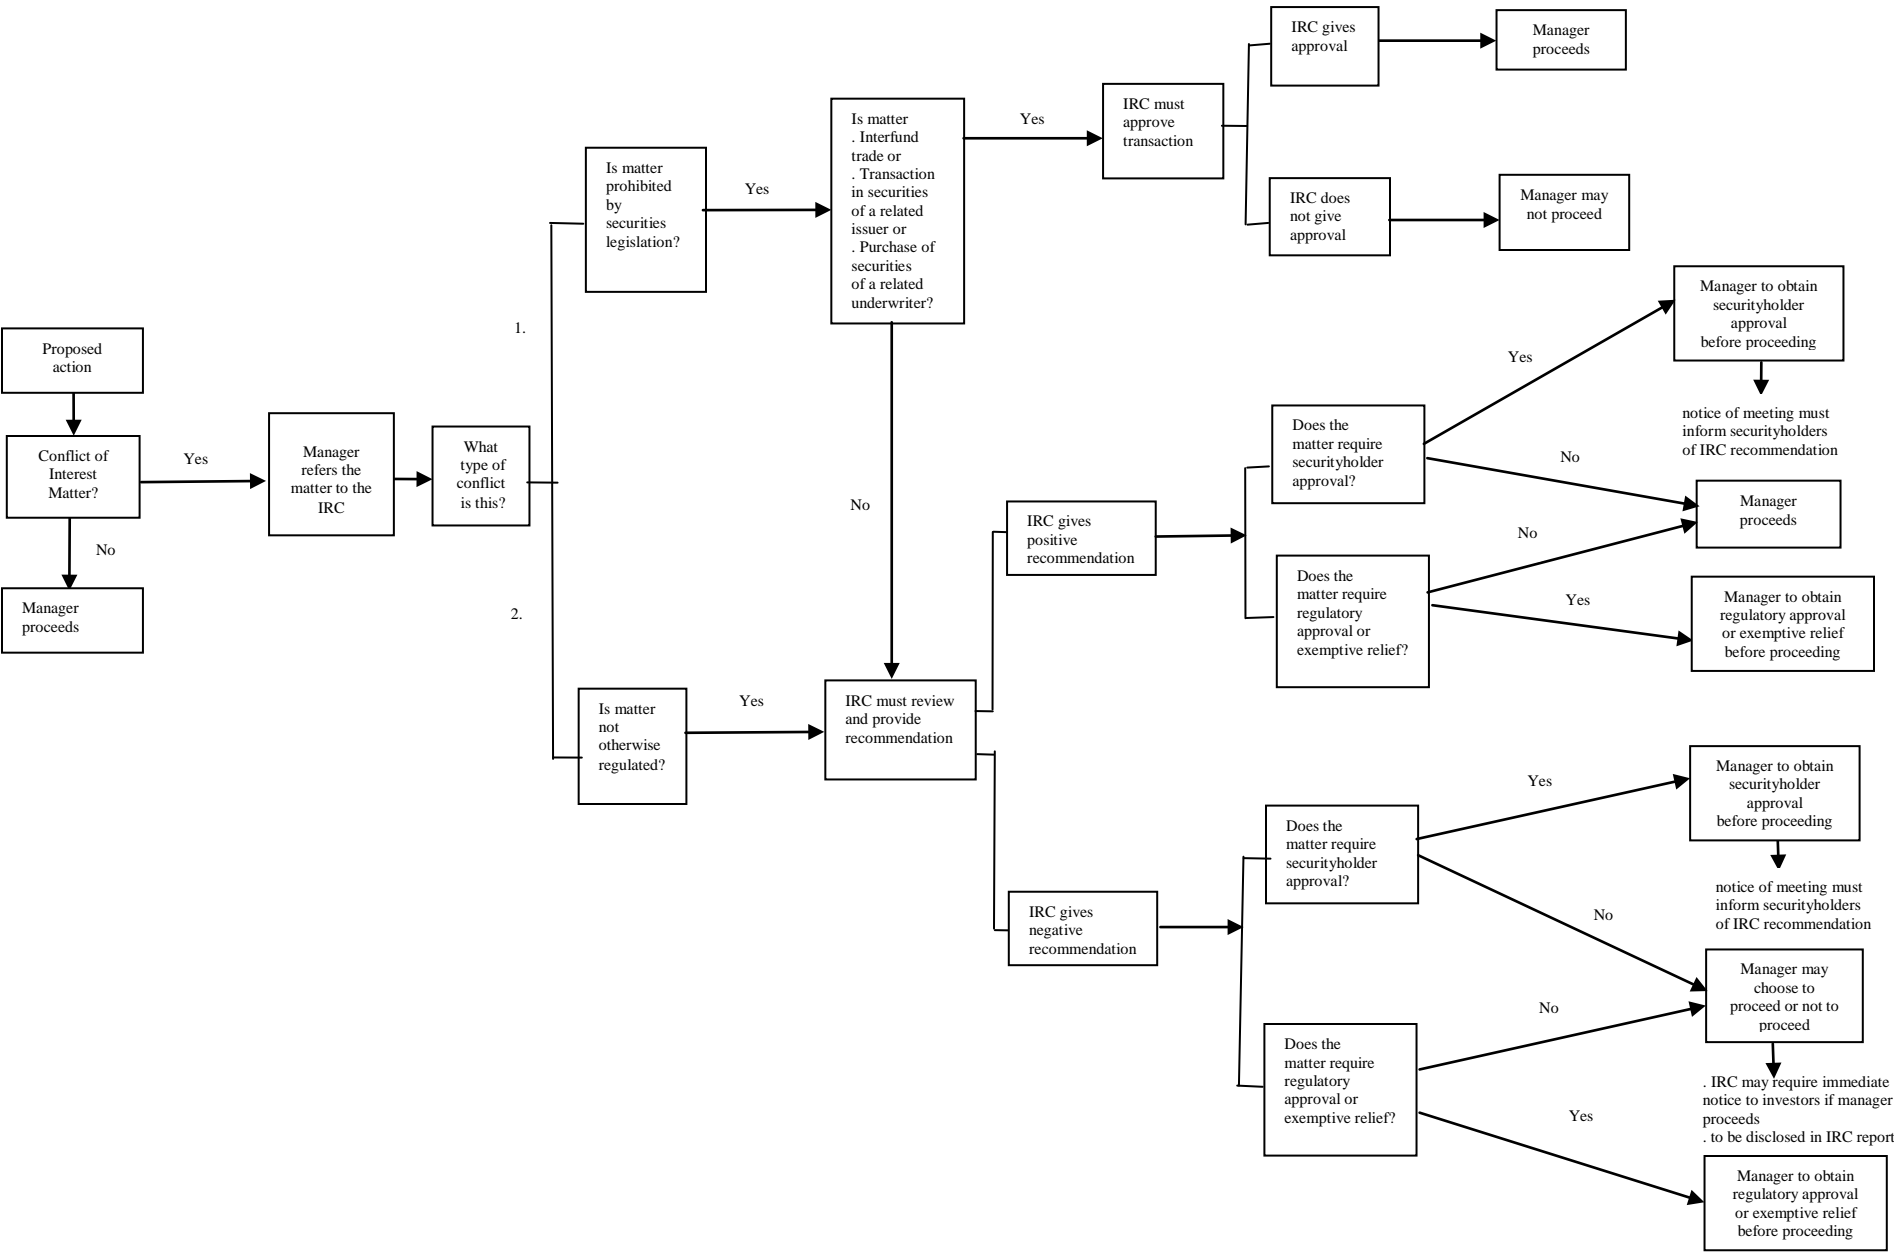 Proposed
action
Conflict of
Interest
Matter?
Yes
No
Manager
proceeds
Manager
refers the
matter to the
IRC
What
type of
conflict
is this?
1.
2.
Is matter
prohibited
by
securities
legislation?
Yes
Is matter
not
otherwise
regulated?
Yes
Is matter
. Interfund
trade or
. Transaction
in securities
of a related
issuer or
. Purchase of
securities
of a related
underwriter?
Yes
No
IRC must
approve
transaction
IRC gives
approval
Manager
proceeds
IRC does
not give
approval
Manager may
not proceed
IRC must review
and provide
recommendation
IRC gives
positive
recommendation
Does the
matter require
securityholder
approval?
Yes
Manager to obtain
securityholder
approval
before proceeding
notice of meeting must
inform securityholders
of IRC recommendation
No
Manager
proceeds
Does the
matter require
regulatory
approval or
exemptive relief?
No
Yes
Manager to obtain
regulatory approval
or exemptive relief
before proceeding
IRC gives
negative
recommendation
Does the
matter require
securityholder
approval?
Yes
Manager to obtain
securityholder
approval
before proceeding
notice of meeting must
inform securityholders
of IRC recommendation
No
Manager may
choose to
proceed or not to
proceed
. IRC may require immediate
notice to investors if manager
proceeds
. to be disclosed in IRC report
Does the
matter require
regulatory
approval or
exemptive relief?
No
Yes
Manager to obtain
regulatory approval
or exemptive relief
before proceeding